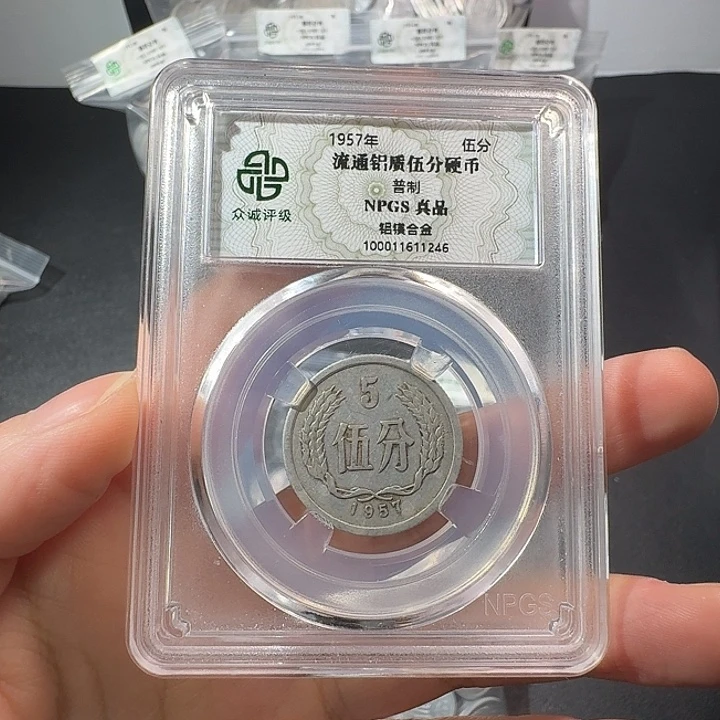 1957年 伍分
流通铝质伍分硬币
普制
NPGS 真品
铝镁合金
100011611246
众诚评级
5
伍分
1957
NPGS